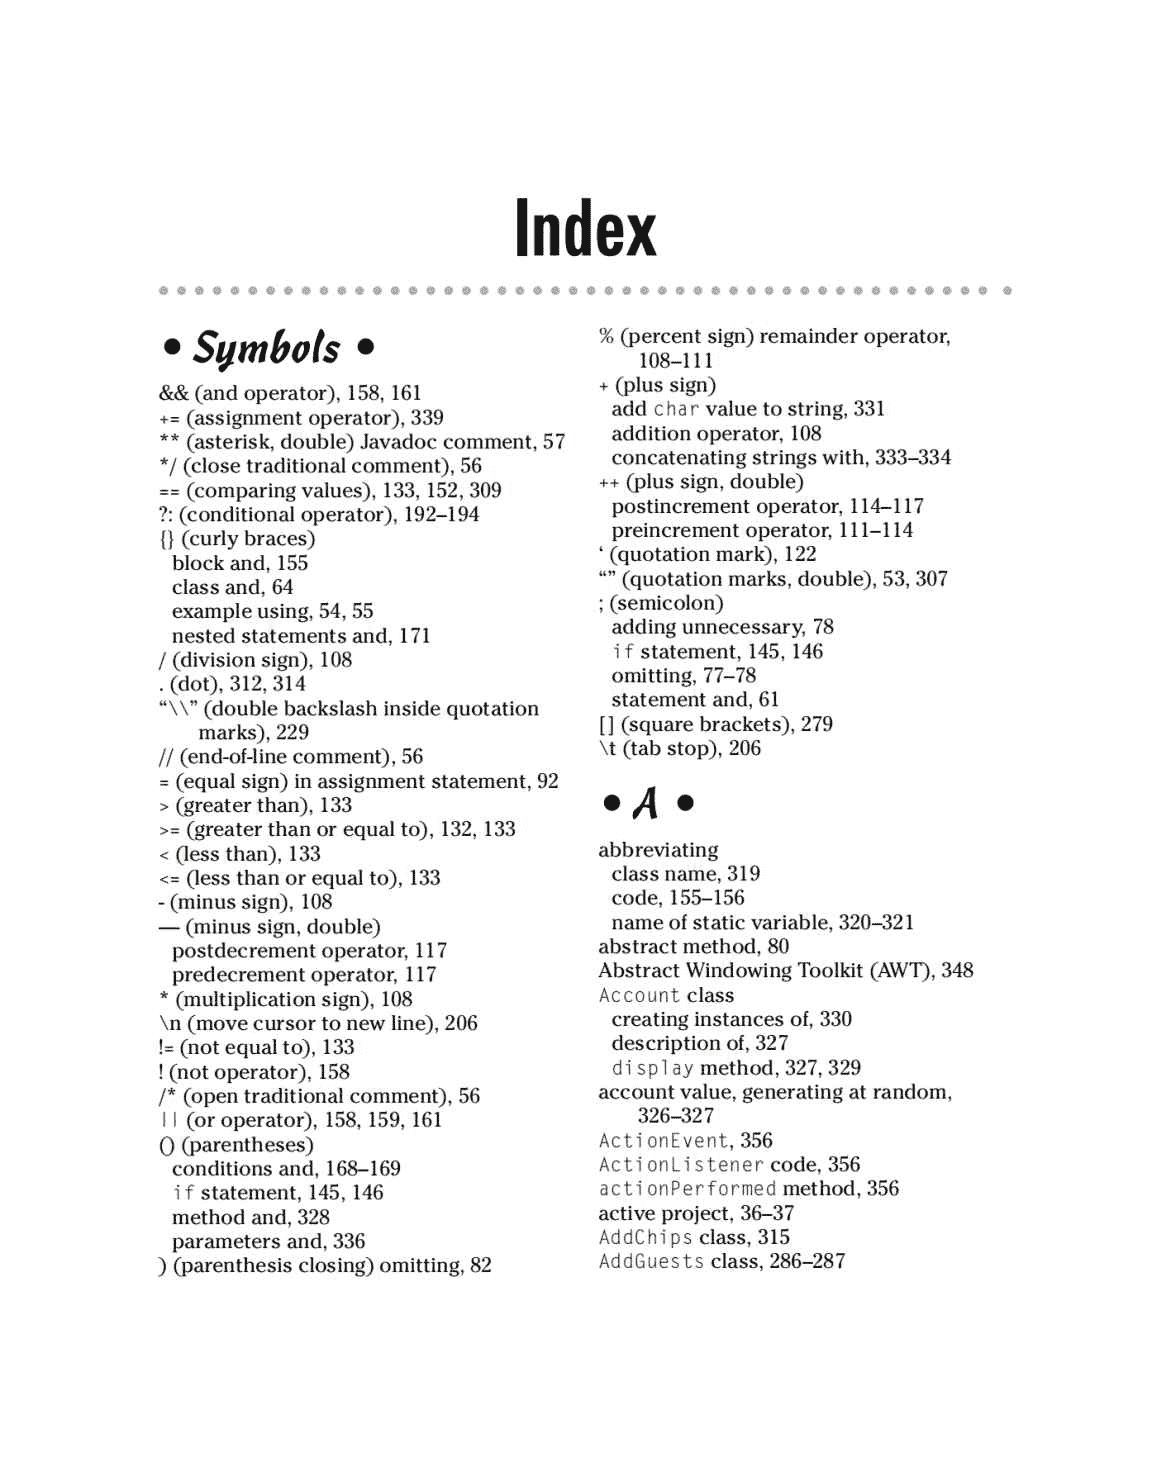 Index
• Symbols •
&& (and operator), 158, 161
+= (assignment operator), 339
** (asterisk, double) Javadoc comment, 57
*/ (close traditional comment), 56
== (comparing values), 133, 152, 309
?: (conditional operator), 192–194
{} (curly braces)
block and, 155
class and, 64
example using, 54, 55
nested statements and, 171
/ (division sign), 108
. (dot), 312, 314
“\\” (double backslash inside quotation
marks), 229
// (end-of-line comment), 56
= (equal sign) in assignment statement, 92
> (greater than), 133
>= (greater than or equal to), 132, 133
< (less than), 133
<= (less than or equal to), 133
- (minus sign), 108
— (minus sign, double)
postdecrement operator, 117
predecrement operator, 117
* (multiplication sign), 108
\n (move cursor to new line), 206
!= (not equal to), 133
! (not operator), 158
/* (open traditional comment), 56
|| (or operator), 158, 159, 161
() (parentheses)
conditions and, 168–169
if statement, 145, 146
method and, 328
parameters and, 336
) (parenthesis closing) omitting, 82
% (percent sign) remainder operator,
108–111
+ (plus sign)
add char value to string, 331
addition operator, 108
concatenating strings with, 333–334
++ (plus sign, double)
postincrement operator, 114–117
preincrement operator, 111–114
‘ (quotation mark), 122
“” (quotation marks, double), 53, 307
; (semicolon)
adding unnecessary, 78
if statement, 145, 146
omitting, 77–78
statement and, 61
[] (square brackets), 279
\t (tab stop), 206
• A •
abbreviating
class name, 319
code, 155–156
name of static variable, 320–321
abstract method, 80
Abstract Windowing Toolkit (AWT), 348
Account class
creating instances of, 330
description of, 327
display method, 327, 329
account value, generating at random,
326–327
ActionEvent, 356
ActionListener code, 356
actionPerformed method, 356
active project, 36–37
AddChips class, 315
AddGuests class, 286–287